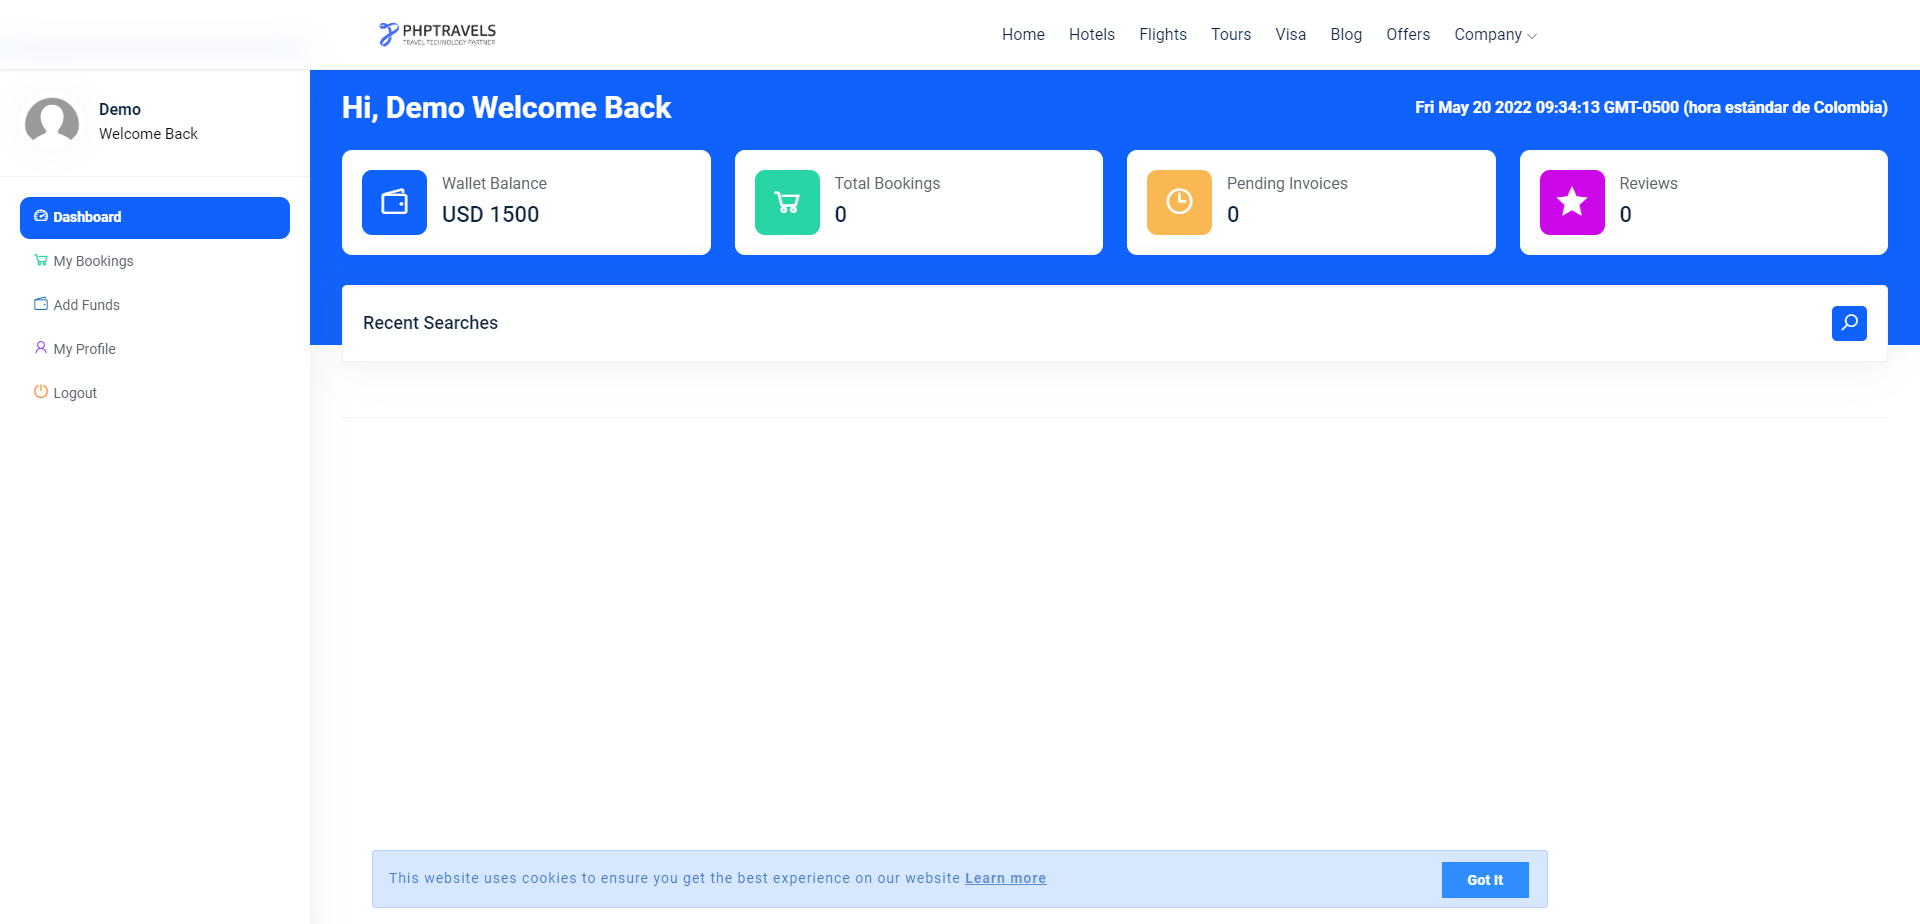 PHPTRAVELS
TRAVEL TECHNOLOGY PARTNER
Home Hotels Flights Tours Visa Blog Offers Company
Demo
Welcome Back
Dashboard
My Bookings
Add Funds
My Profile
Logout
Hi, Demo Welcome Back
Fri May 20 2022 09:34:13 GMT-0500 (hora estándar de Colombia)
Wallet Balance
USD 1500
Total Bookings
0
Pending Invoices
0
Reviews
0
Recent Searches
This website uses cookies to ensure you get the best experience on our website Learn more
Got It